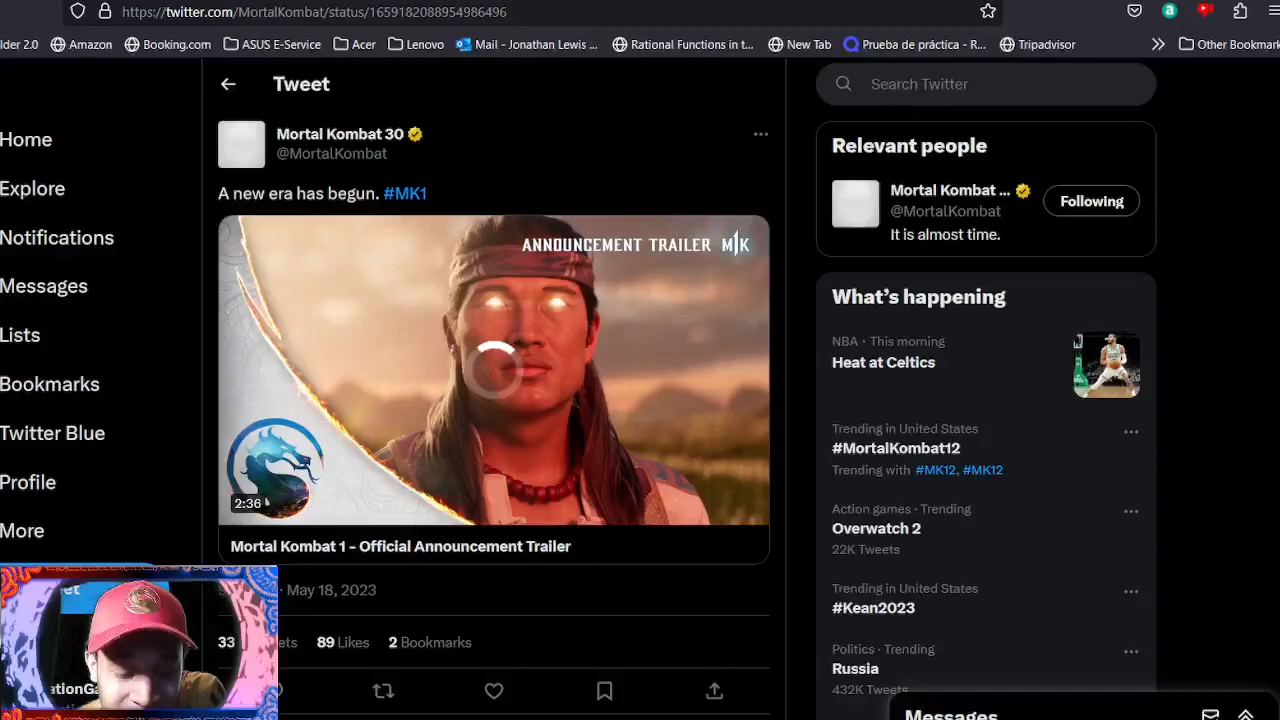 https://twitter.com/MortalKombat/status/1659182088954986496
lder 2.0 Amazon Booking.com ASUS E-Service Acer Lenovo Mail - Jonathan Lewis ... Rational Functions in t... New Tab Prueba de práctica - R... Tripadvisor Other Bookmark
Home
Explore
Notifications
Messages
Lists
Bookmarks
Twitter Blue
Profile
More
Tweet
Mortal Kombat 30
@MortalKombat
A new era has begun. #MK1
ANNOUNCEMENT TRAILER MK
2:36
Mortal Kombat 1 - Official Announcement Trailer
· May 18, 2023
33 ets 89 Likes 2 Bookmarks
et
ationGa
Search Twitter
Relevant people
Mortal Kombat ...
@MortalKombat
Following
It is almost time.
What's happening
NBA · This morning
Heat at Celtics
Trending in United States
#MortalKombat12
Trending with #MK12, #MK12
Action games · Trending
Overwatch 2
22K Tweets
Trending in United States
#Kean2023
Politics · Trending
Russia
432K Tweets
Messages